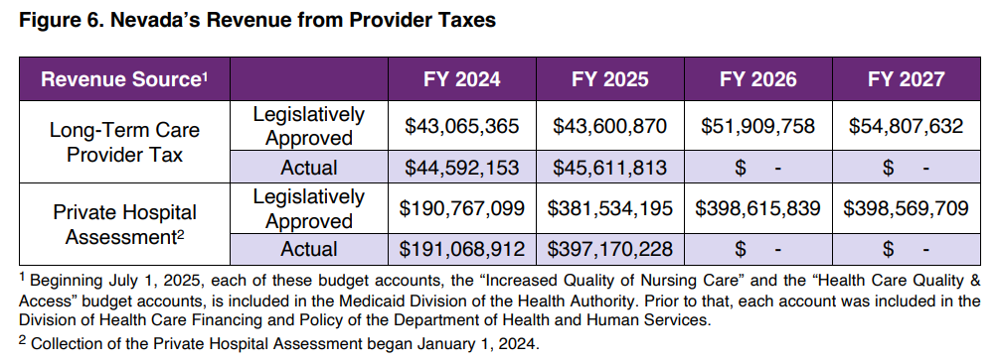 Figure 6. Nevada's Revenue from Provider Taxes
Revenue Source¹ FY 2024 FY 2025 FY 2026 FY 2027
Long-Term Care Provider Tax
Legislatively Approved $43,065,365 $43,600,870 $51,909,758 $54,807,632
Actual $44,592,153 $45,611,813 $ - $ -
Private Hospital Assessment²
Legislatively Approved $190,767,099 $381,534,195 $398,615,839 $398,569,709
Actual $191,068,912 $397,170,228 $ - $ -
¹ Beginning July 1, 2025, each of these budget accounts, the “Increased Quality of Nursing Care” and the “Health Care Quality &
Access” budget accounts, is included in the Medicaid Division of the Health Authority. Prior to that, each account was included in the
Division of Health Care Financing and Policy of the Department of Health and Human Services.
² Collection of the Private Hospital Assessment began January 1, 2024.